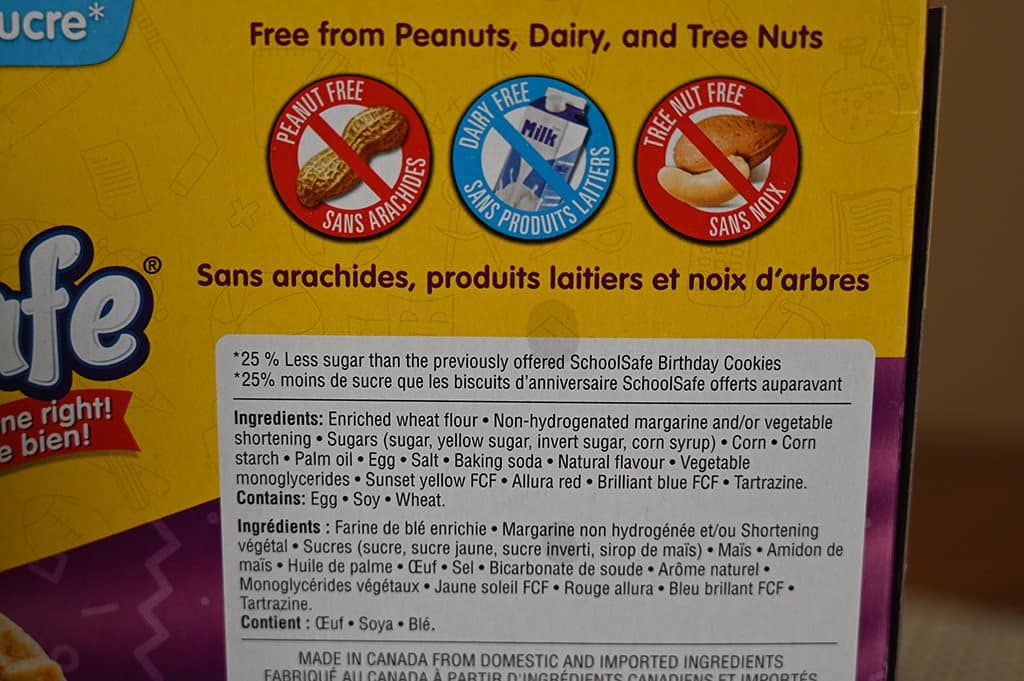 ucre*
Free from Peanuts, Dairy, and Tree Nuts
PEANUT FREE
SANS ARACHIDES
DAIRY FREE
Milk
SANS PRODUITS LAITIERS
TREE NUT FREE
SANS NOIX
Sans arachides, produits laitiers et noix d'arbres
fe®
ne right!
e bien!
*25 % Less sugar than the previously offered SchoolSafe Birthday Cookies
*25% moins de sucre que les biscuits d'anniversaire SchoolSafe offerts auparavant
Ingredients: Enriched wheat flour • Non-hydrogenated margarine and/or vegetable
shortening • Sugars (sugar, yellow sugar, invert sugar, corn syrup) • Corn • Corn
starch • Palm oil • Egg • Salt • Baking soda • Natural flavour • Vegetable
monoglycerides • Sunset yellow FCF • Allura red • Brilliant blue FCF • Tartrazine.
Contains: Egg • Soy • Wheat.
Ingrédients : Farine de blé enrichie • Margarine non hydrogénée et/ou Shortening
végétal • Sucres (sucre, sucre jaune, sucre inverti, sirop de maïs) • Maïs • Amidon de
maïs • Huile de palme • Œuf • Sel • Bicarbonate de soude • Arôme naturel •
Monoglycérides végétaux • Jaune soleil FCF • Rouge allura • Bleu brillant FCF •
Tartrazine.
Contient : Œuf • Soya • Blé.
MADE IN CANADA FROM DOMESTIC AND IMPORTED INGREDIENTS
FABRIQUÉ AU CANADA À PARTIR D'INGRÉDIENTS CANADIENS ET IMPORTÉS